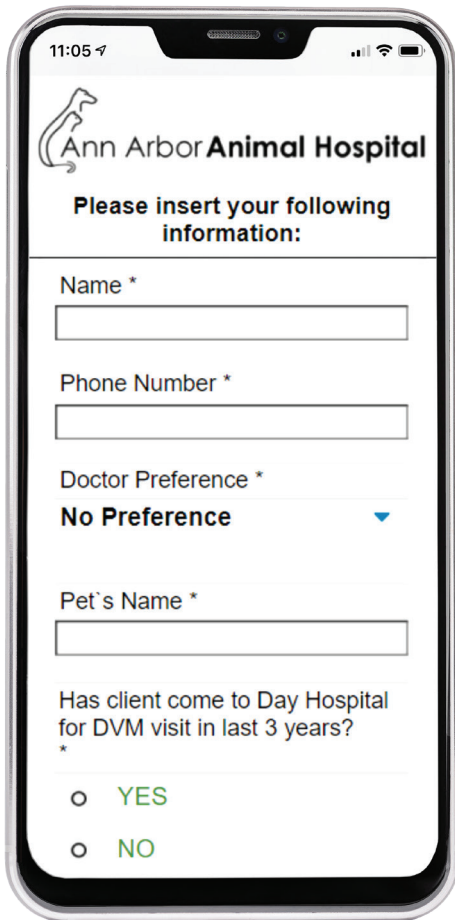 11:05
Ann Arbor Animal Hospital
Please insert your following
information:
Name *
Phone Number *
Doctor Preference *
No Preference
Pet`s Name *
Has client come to Day Hospital
for DVM visit in last 3 years?
*
YES
NO